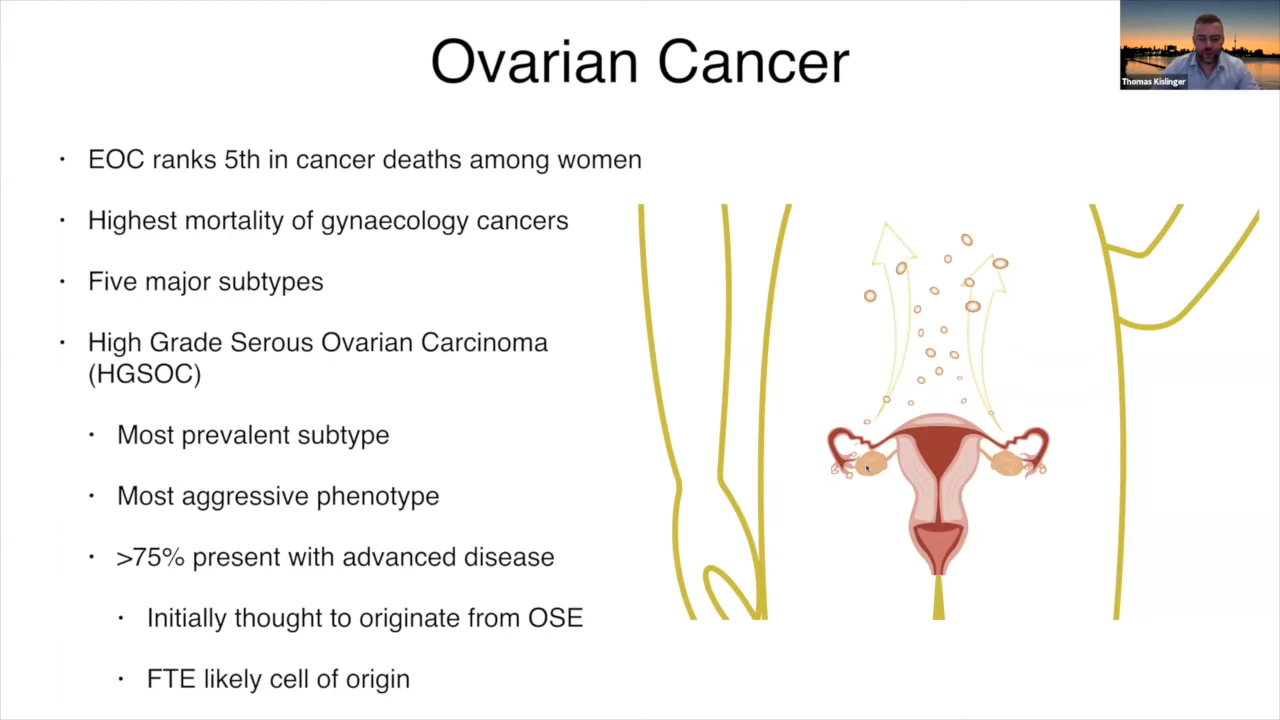 Ovarian Cancer
Thomas Kislinger
· EOC ranks 5th in cancer deaths among women
· Highest mortality of gynaecology cancers
· Five major subtypes
· High Grade Serous Ovarian Carcinoma
(HGSOC)
· Most prevalent subtype
· Most aggressive phenotype
· >75% present with advanced disease
· Initially thought to originate from OSE
· FTE likely cell of origin